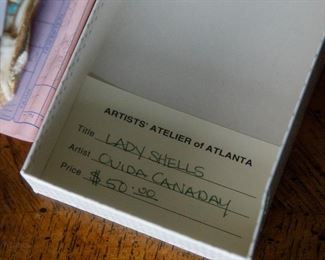 ARTISTS' ATELIER of ATLANTA
Title LADY SHELLS
Artist OUIDA CANADAY
Price $50.00